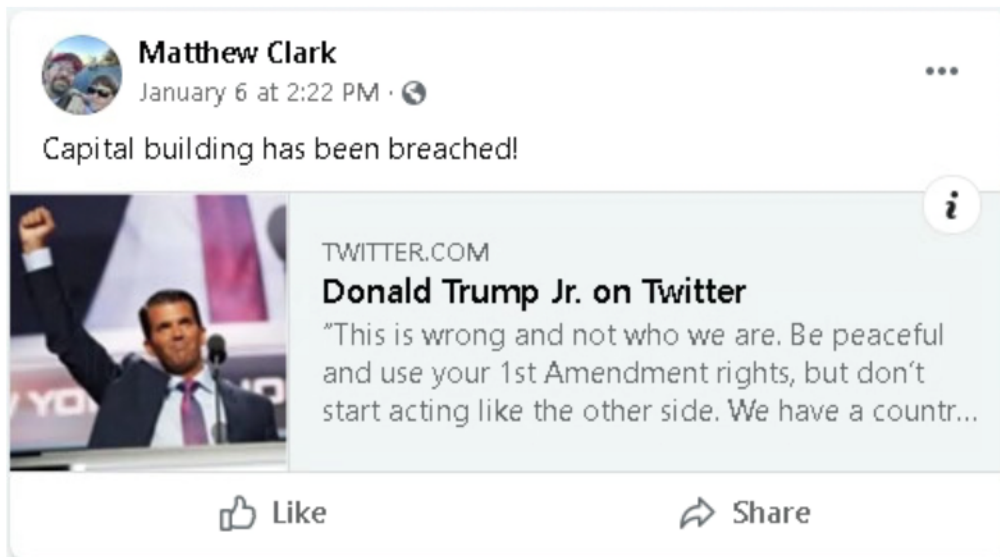 Matthew Clark
January 6 at 2:22 PM ·
Capital building has been breached!
TWITTER.COM
Donald Trump Jr. on Twitter
"This is wrong and not who we are. Be peaceful
and use your 1st Amendment rights, but don't
start acting like the other side. We have a countr...
Like
Share